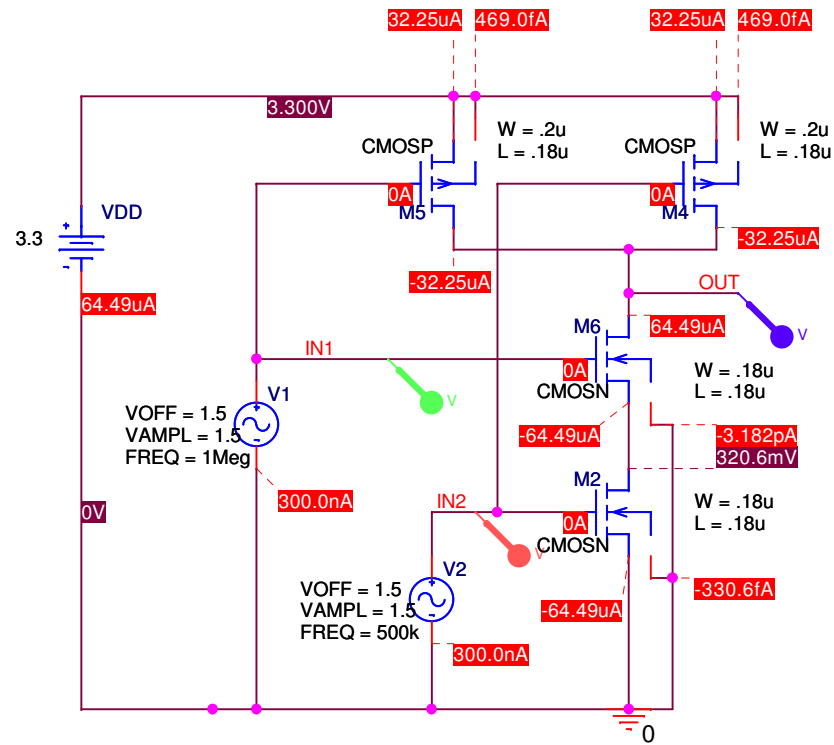 32.25uA 469.0fA 32.25uA 469.0fA
3.300V
W = .2u
L = .18u
W = .2u
L = .18u
CMOSP
CMOSP
0A
M5
0A
M4
VDD
+
3.3
-
-32.25uA
-32.25uA
64.49uA
OUT
V
M6
64.49uA
IN1
V
0A
CMOSN
W = .18u
L = .18u
V1
+
-
VOFF = 1.5
VAMPL = 1.5
FREQ = 1Meg
-64.49uA
-3.182pA
320.6mV
300.0nA
M2
IN2
V
0A
CMOSN
W = .18u
L = .18u
0V
V2
+
-
VOFF = 1.5
VAMPL = 1.5
FREQ = 500k
-330.6fA
-64.49uA
300.0nA
0